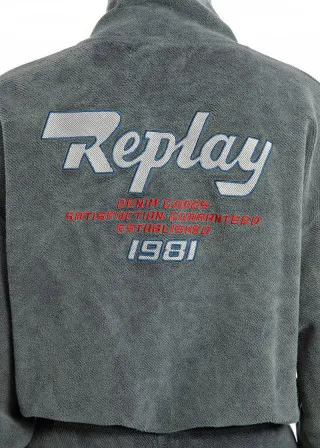 Replay
DENIM GOODS
SATISFACTION GUARANTEED
ESTABLISHED
1981